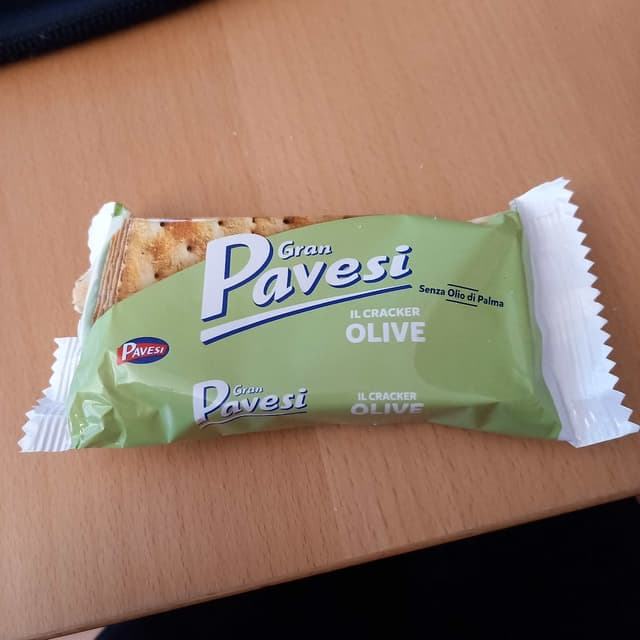 Gran
Pavesi
Senza Olio di Palma
IL CRACKER
OLIVE
PAVESI
Gran
Pavesi
IL CRACKER
OLIVE